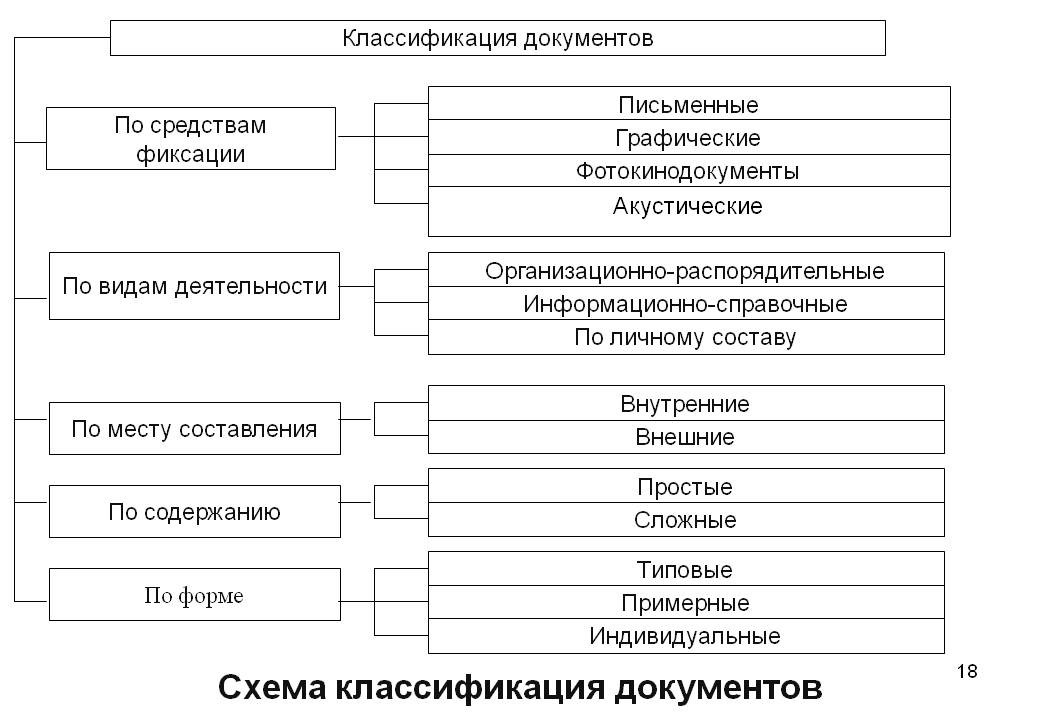 Классификация документов
По средствам
фиксации
Письменные
Графические
Фотокинодокументы
Акустические
По видам деятельности
Организационно-распорядительные
Информационно-справочные
По личному составу
По месту составления
Внутренние
Внешние
По содержанию
Простые
Сложные
По форме
Типовые
Примерные
Индивидуальные
18
Схема классификация документов